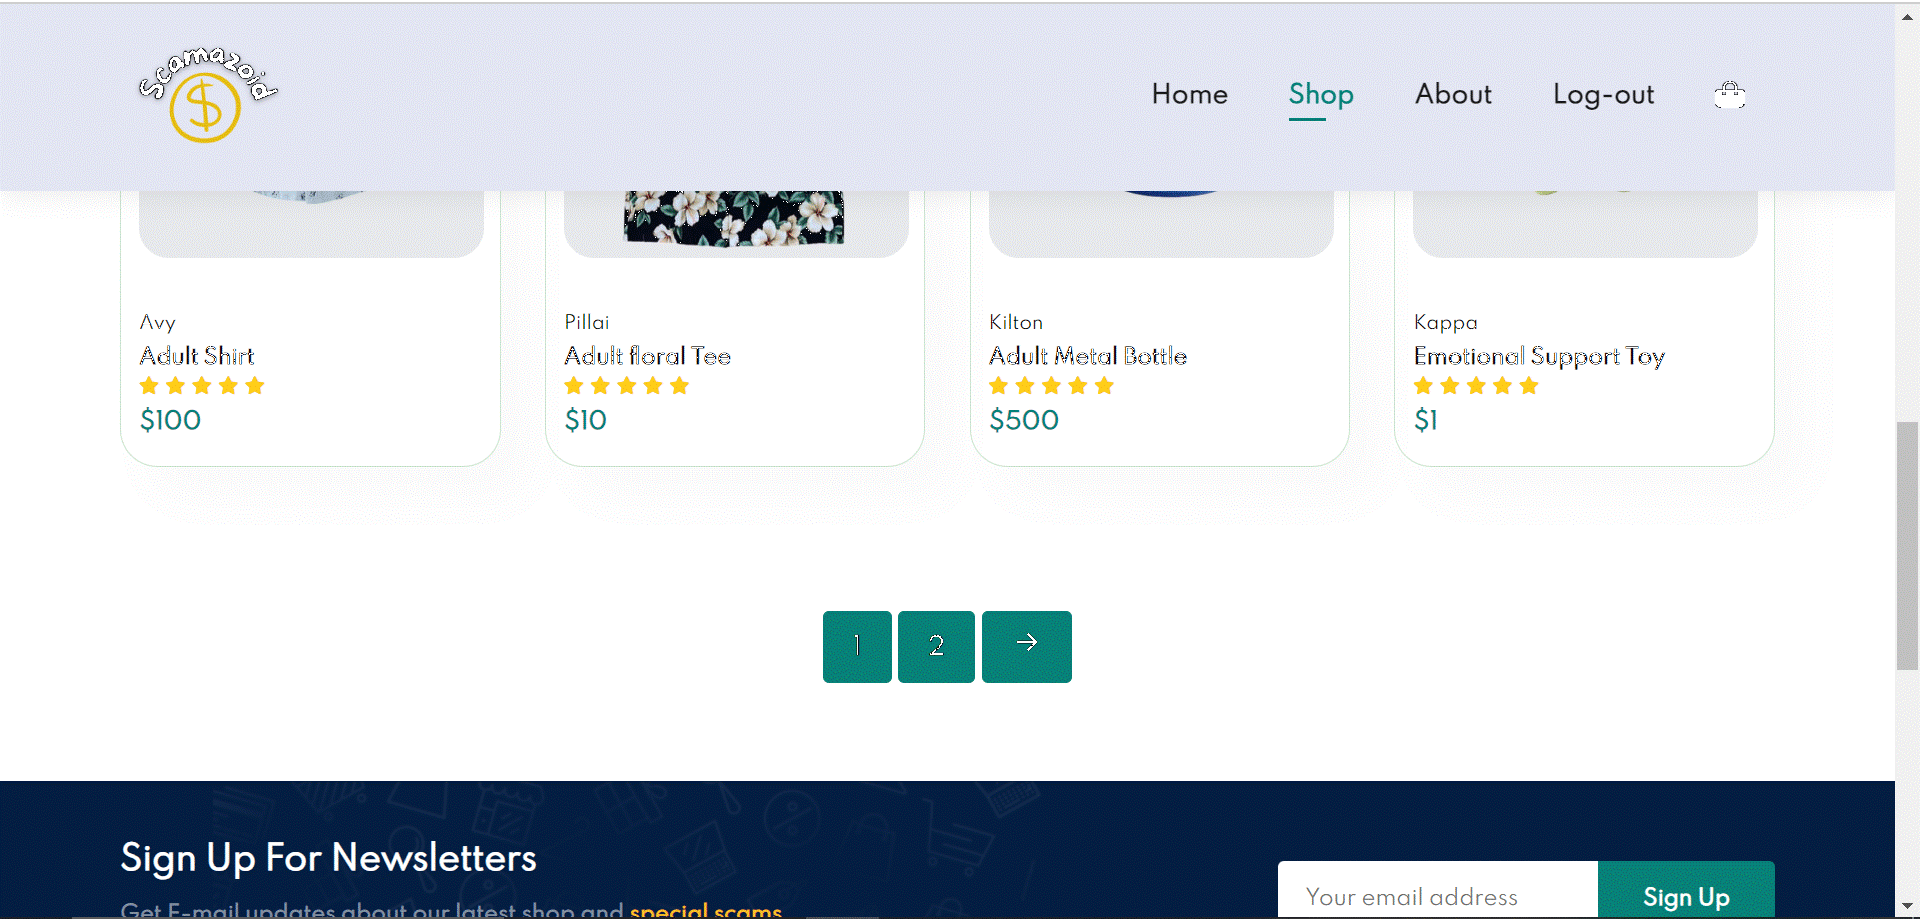 Scamazoid
$
Home Shop About Log-out
Avy
Adult Shirt
$100
Pillai
Adult floral Tee
$10
Kilton
Adult Metal Bottle
$500
Kappa
Emotional Support Toy
$1
1 2 →
Sign Up For Newsletters
Get E-mail updates about our latest shop and special scams
Your email address Sign Up